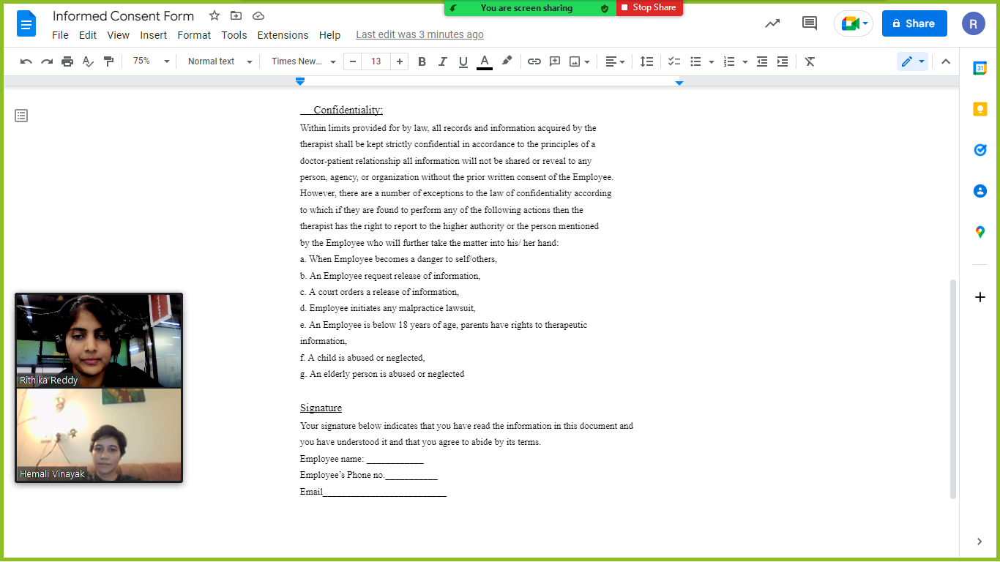 You are screen sharing
Stop Share
Informed Consent Form
File Edit View Insert Format Tools Extensions Help Last edit was 3 minutes ago
Share
R
75% Normal text Times New... − 13 + B I U A
31
Confidentiality:
Within limits provided for by law, all records and information acquired by the
therapist shall be kept strictly confidential in accordance to the principles of a
doctor-patient relationship all information will not be shared or reveal to any
person, agency, or organization without the prior written consent of the Employee.
However, there are a number of exceptions to the law of confidentiality according
to which if they are found to perform any of the following actions then the
therapist has the right to report to the higher authority or the person mentioned
by the Employee who will further take the matter into his/ her hand:
a. When Employee becomes a danger to self/others,
b. An Employee request release of information,
c. A court orders a release of information,
d. Employee initiates any malpractice lawsuit,
e. An Employee is below 18 years of age, parents have rights to therapeutic
information,
f. A child is abused or neglected,
g. An elderly person is abused or neglected
Signature
Your signature below indicates that you have read the information in this document and
you have understood it and that you agree to abide by its terms.
Employee name: ____________
Employee’s Phone no.___________
Email__________________________
Rithika Reddy
Hemali Vinayak